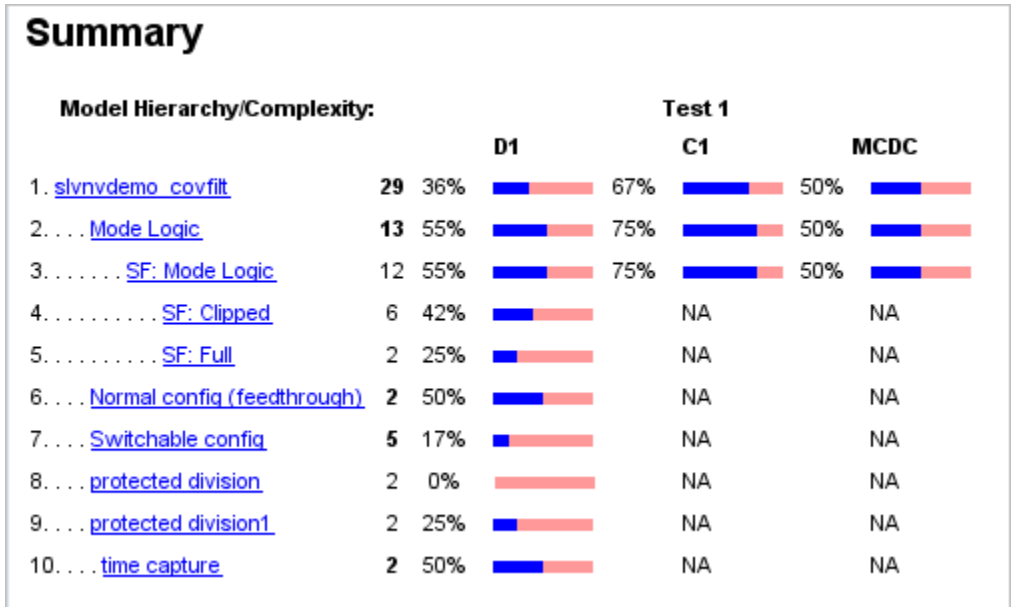 Summary
Model Hierarchy/Complexity: Test 1
D1 C1 MCDC
1. slvnvdemo_covfilt 29 36% 67% 50%
2. . . . Mode Logic 13 55% 75% 50%
3. . . . . . . SF: Mode Logic 12 55% 75% 50%
4. . . . . . . . . . SF: Clipped 6 42% NA NA
5. . . . . . . . . . SF: Full 2 25% NA NA
6. . . . Normal config (feedthrough) 2 50% NA NA
7. . . . Switchable config 5 17% NA NA
8. . . . protected division 2 0% NA NA
9. . . . protected division1 2 25% NA NA
10. . . . time capture 2 50% NA NA